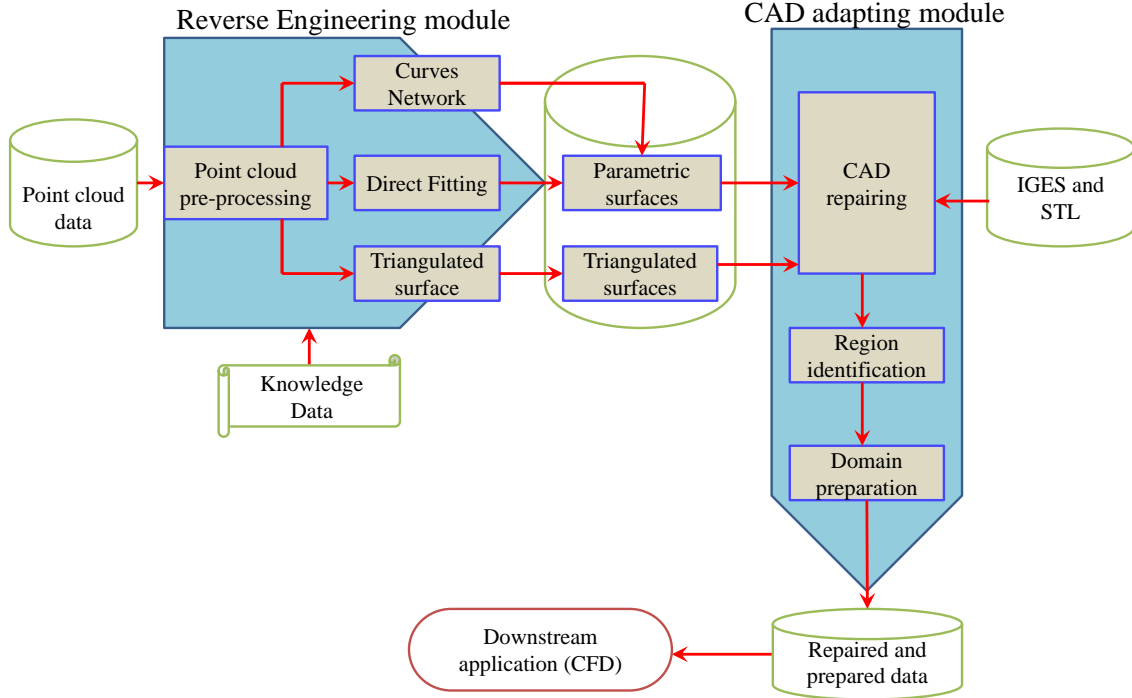 Reverse Engineering module
CAD adapting module
Curves
Network
Point cloud
data
Point cloud
pre-processing
Direct Fitting
Parametric
surfaces
CAD
repairing
IGES and
STL
Triangulated
surface
Triangulated
surfaces
Knowledge
Data
Region
identification
Domain
preparation
Downstream
application (CFD)
Repaired and
prepared data